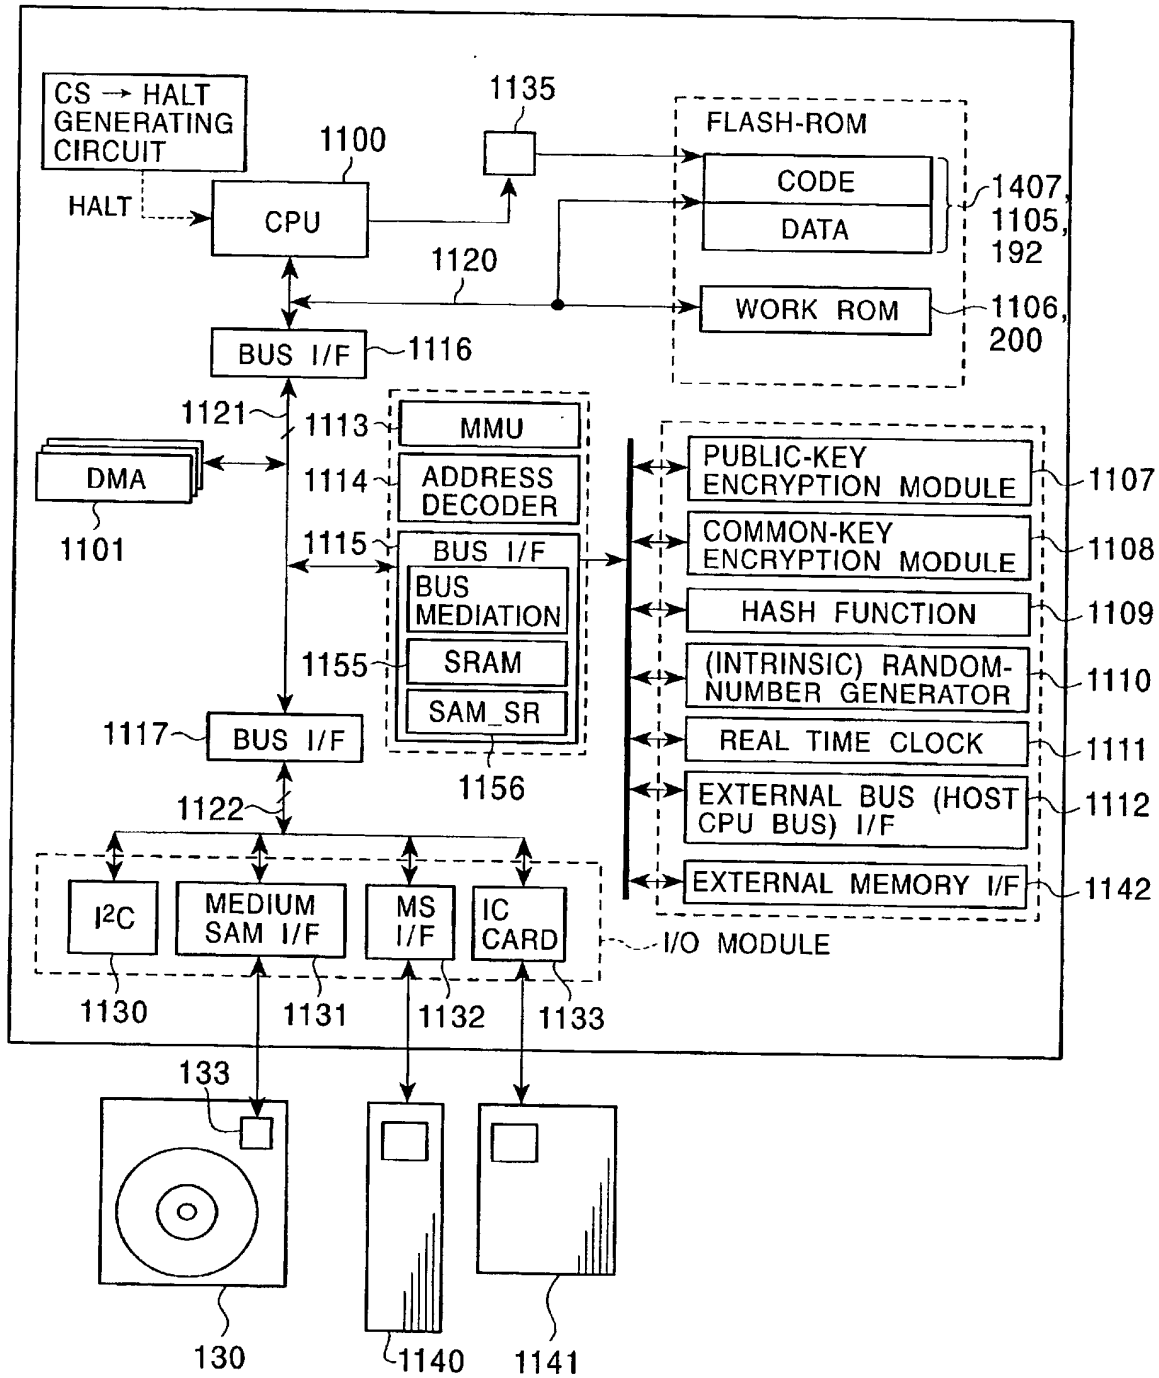 CS → HALT
GENERATING
CIRCUIT
HALT
1100
CPU
1135
FLASH-ROM
CODE
DATA
1407,
1105,
192
1120
WORK ROM
1106,
200
BUS I/F
1116
1121
DMA
1101
1113
MMU
1114
ADDRESS
DECODER
1115
BUS I/F
BUS
MEDIATION
1155
SRAM
SAM_SR
1156
PUBLIC-KEY
ENCRYPTION MODULE
1107
COMMON-KEY
ENCRYPTION MODULE
1108
HASH FUNCTION
1109
(INTRINSIC) RANDOM-
NUMBER GENERATOR
1110
REAL TIME CLOCK
1111
EXTERNAL BUS (HOST
CPU BUS) I/F
1112
EXTERNAL MEMORY I/F
1142
1117
BUS I/F
1122
I²C
MEDIUM
SAM I/F
MS
I/F
IC
CARD
I/O MODULE
1130
1131
1132
1133
133
130
1140
1141